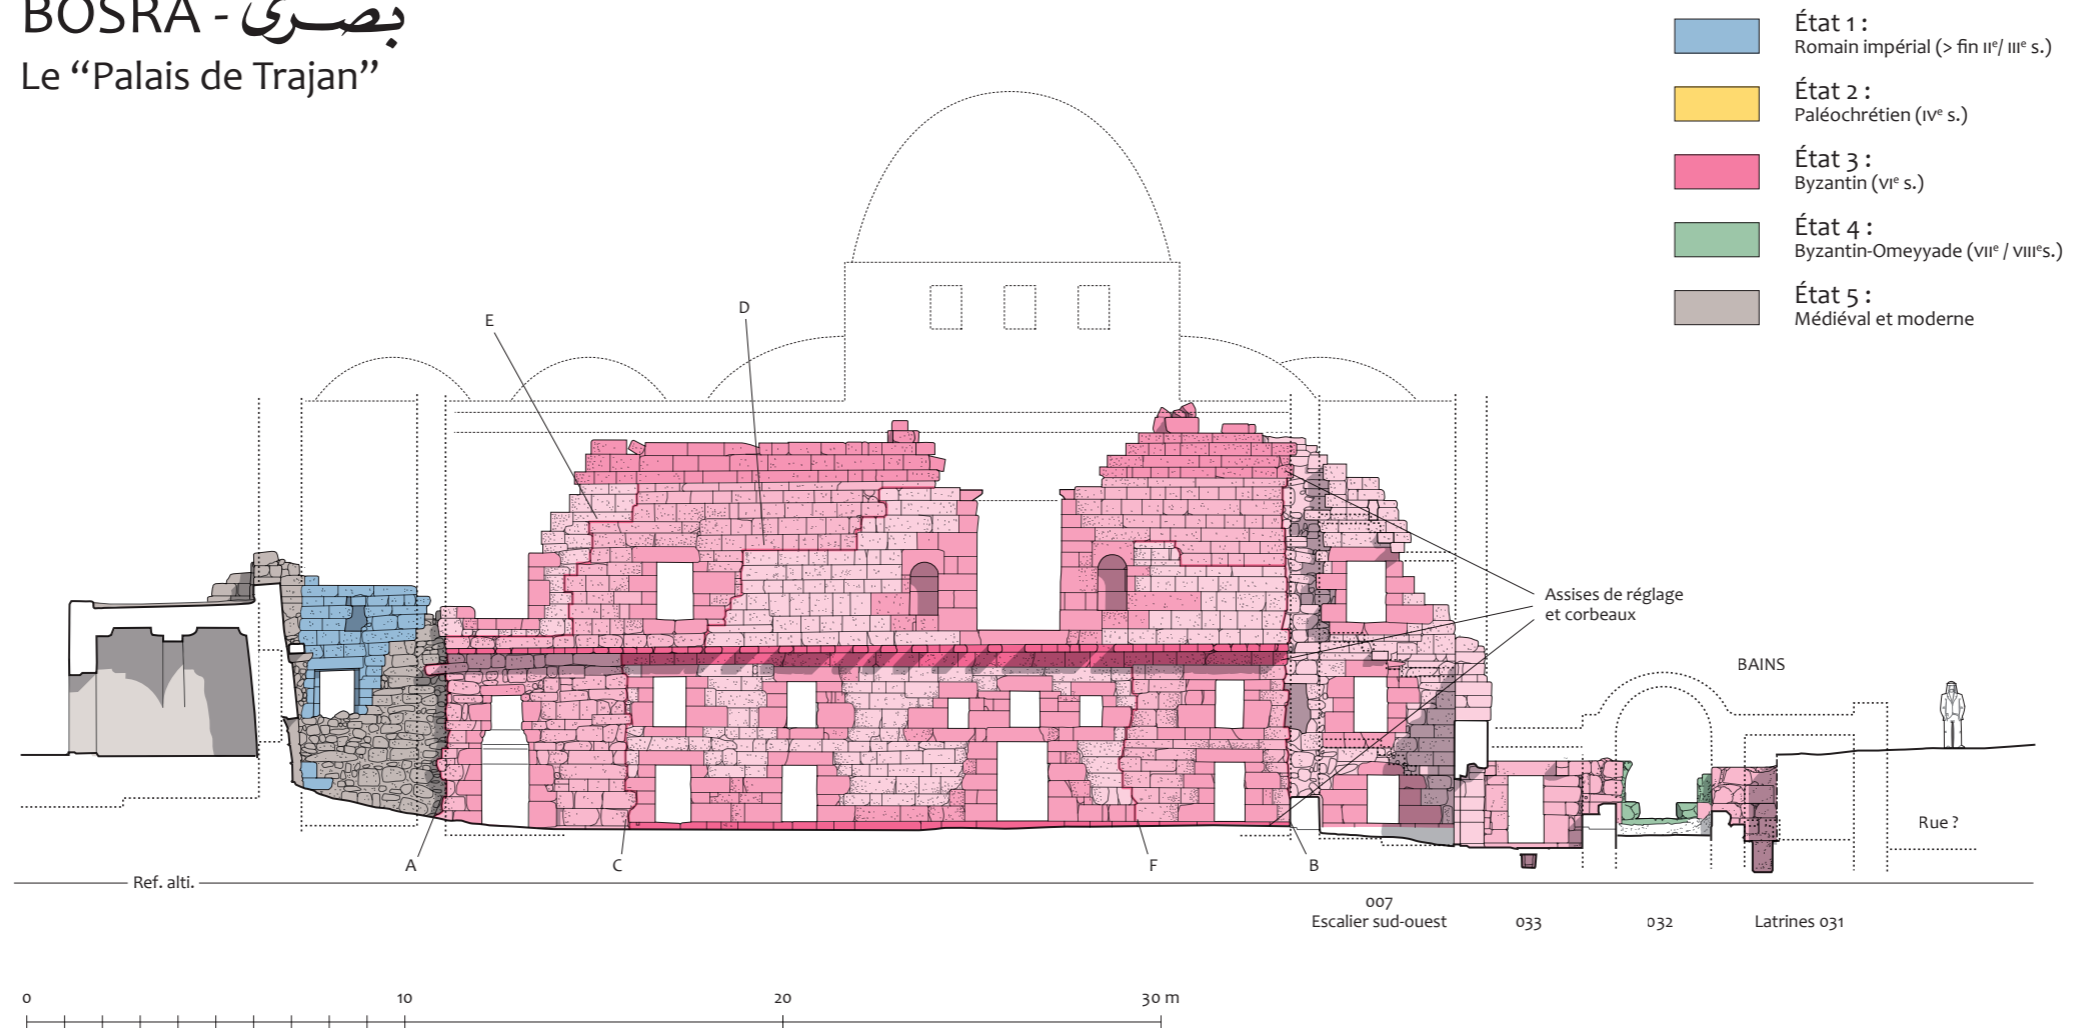 BOSRA - بصرى
Le “Palais de Trajan”
État 1 :
Romain impérial (> fin IIe/ IIIe s.)
État 2 :
Paléochrétien (IVe s.)
État 3 :
Byzantin (VIe s.)
État 4 :
Byzantin-Omeyyade (VIIe / VIIIes.)
État 5 :
Médiéval et moderne
E
D
Assises de réglage
et corbeaux
BAINS
Rue ?
A
C
F
B
Ref. alti.
007
Escalier sud-ouest
033
032
Latrines 031
0
10
20
30 m